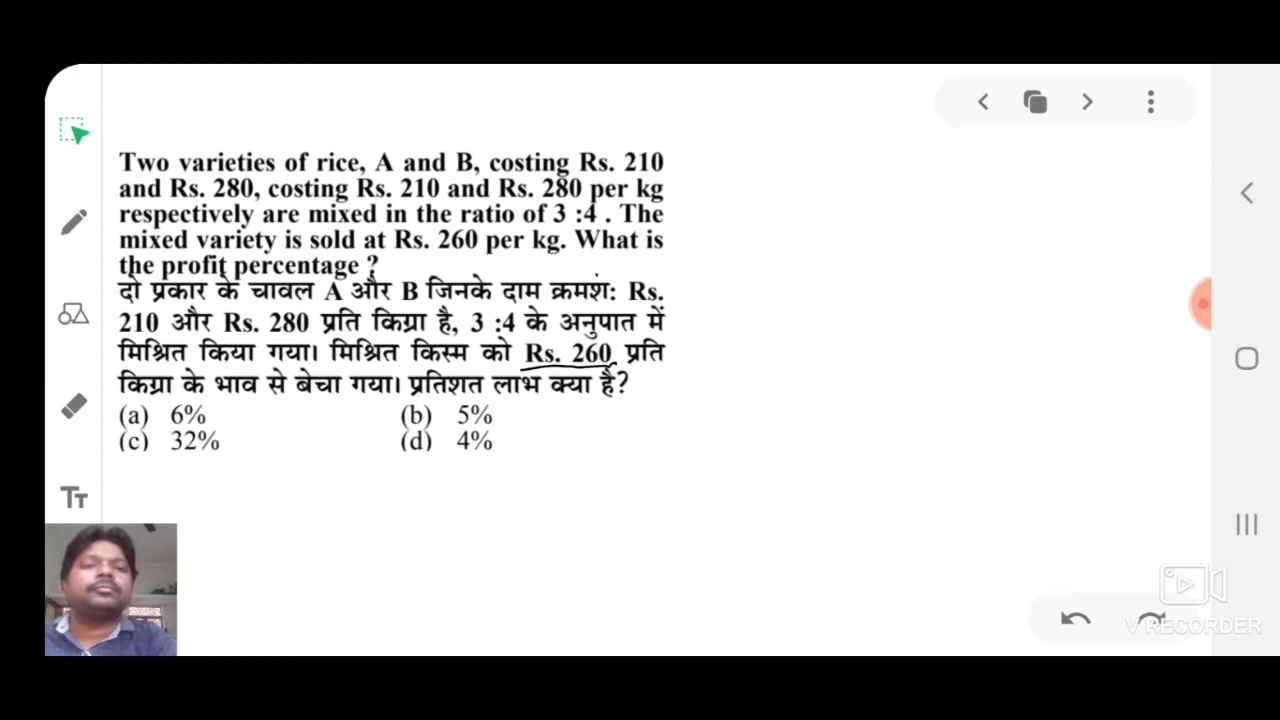 Two varieties of rice, A and B, costing Rs. 210
and Rs. 280, costing Rs. 210 and Rs. 280 per kg
respectively are mixed in the ratio of 3 :4 . The
mixed variety is sold at Rs. 260 per kg. What is
the profit percentage ?
दो प्रकार के चावल A और B जिनके दाम क्रमशं: Rs.
210 और Rs. 280 प्रति किग्रा है, 3 :4 के अनुपात में
मिश्रित किया गया। मिश्रित किस्म को Rs. 260 प्रति
किग्रा के भाव से बेचा गया। प्रतिशत लाभ क्या है?
(a) 6% (b) 5%
(c) 32% (d) 4%
TT
V RECORDER